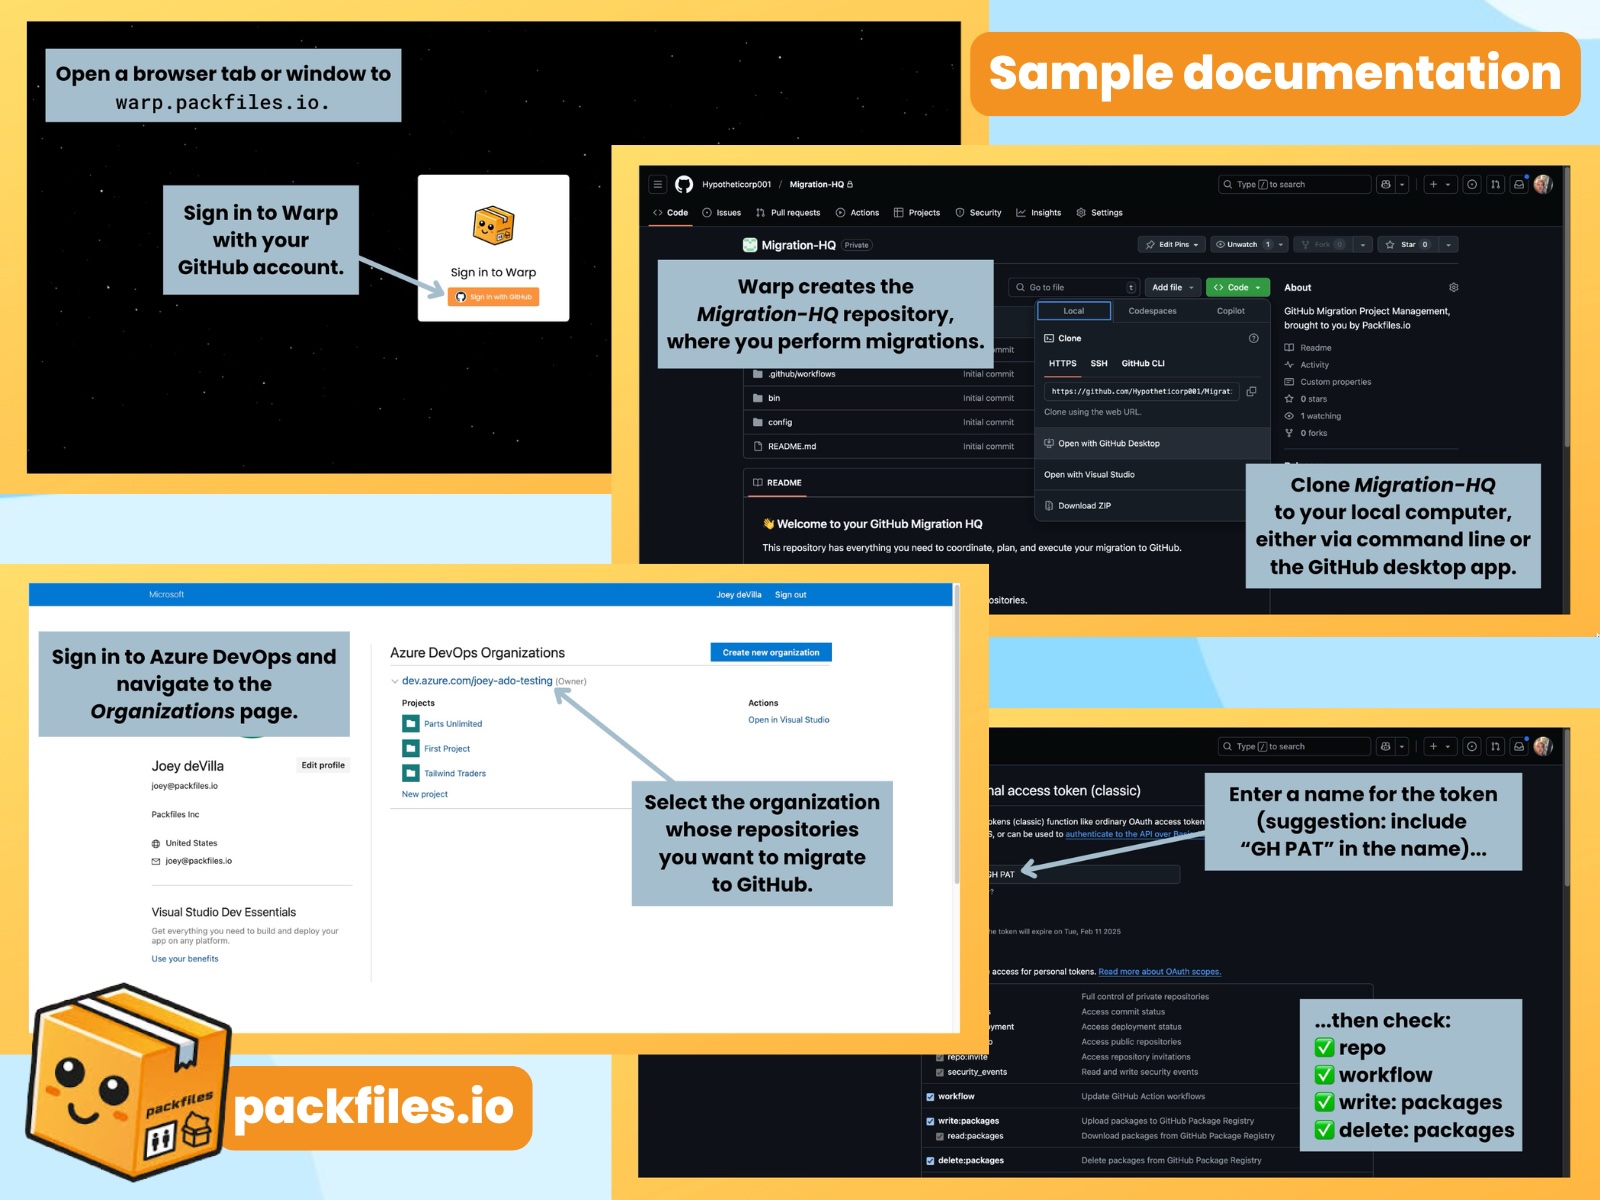 Sample documentation
Open a browser tab or window to
warp.packfiles.io.
Sign in to Warp
with your
GitHub account.
Sign in to Warp
Sign in with GitHub
Hypotheticorp001 / Migration-HQ
Type / to search
Code
Issues
Pull requests
Actions
Projects
Security
Insights
Settings
Migration-HQ Private
Edit Pins
Unwatch 1
Fork 0
Star 0
Warp creates the
Migration-HQ repository,
where you perform migrations.
Go to file t
Add file
Code
Local Codespaces Copilot
Clone
HTTPS SSH GitHub CLI
https://github.com/Hypotheticorp001/Migrat
Clone using the web URL.
Open with GitHub Desktop
Open with Visual Studio
Download ZIP
About
GitHub Migration Project Management,
brought to you by Packfiles.io
Readme
Activity
Custom properties
0 stars
1 watching
0 forks
mmit
.github/workflows Initial commit
bin Initial commit
config Initial commit
README.md Initial commit
README
👋 Welcome to your GitHub Migration HQ
This repository has everything you need to coordinate, plan, and execute your migration to GitHub.
ositories.
Clone Migration-HQ
to your local computer,
either via command line or
the GitHub desktop app.
Microsoft
Joey deVilla Sign out
Sign in to Azure DevOps and
navigate to the
Organizations page.
Joey deVilla
Edit profile
joey@packfiles.io
Packfiles Inc
United States
joey@packfiles.io
Visual Studio Dev Essentials
Get everything you need to build and deploy your
app on any platform.
Use your benefits
Azure DevOps Organizations
Create new organization
dev.azure.com/joey-ado-testing (Owner)
Projects
Actions
Parts Unlimited
Open in Visual Studio
First Project
Tailwind Traders
New project
Select the organization
whose repositories
you want to migrate
to GitHub.
Type / to search
nal access token (classic)
okens (classic) function like ordinary OAuth access token
S, or can be used to authenticate to the API over
Enter a name for the token
(suggestion: include
“GH PAT” in the name)...
GH PAT
he token will expire on Tue, Feb 11 2025
access for personal tokens. Read more about OAuth scopes.
Full control of private repositories
Access commit status
yment Access deployment status
Access public repositories
repo:invite Access repository invitations
security_events Read and write security events
workflow Update GitHub Action workflows
write:packages Upload packages to GitHub Package Registry
read:packages Download packages from GitHub Package Registry
delete:packages Delete packages from GitHub Package Registry
...then check:
✅ repo
✅ workflow
✅ write: packages
✅ delete: packages
packfiles
packfiles.io